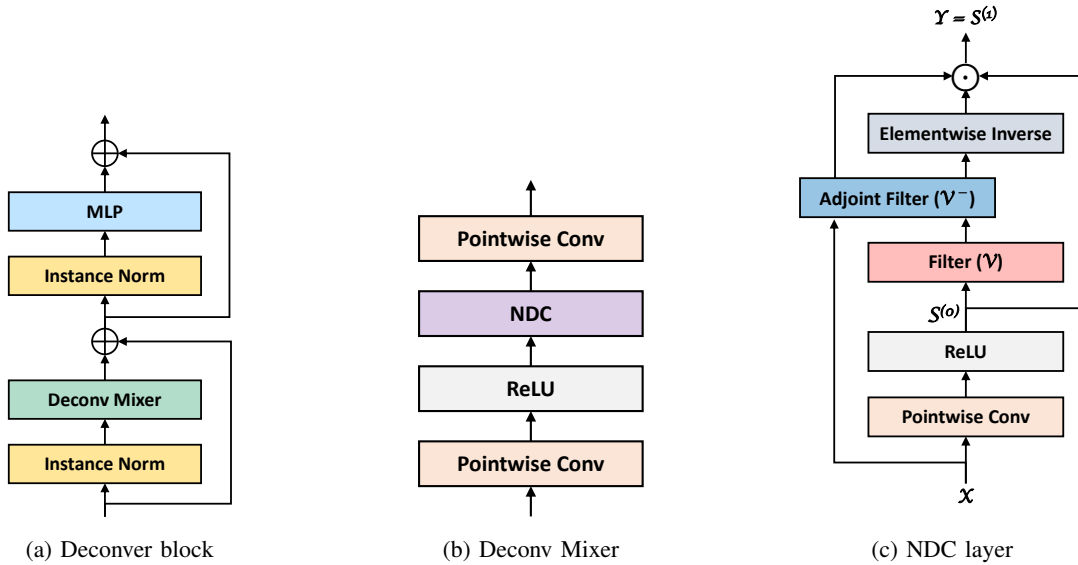 MLP
Instance Norm
Deconv Mixer
Instance Norm
(a) Deconver block
Pointwise Conv
NDC
ReLU
Pointwise Conv
(b) Deconv Mixer
𝒴 = 𝒮⁽¹⁾
Elementwise Inverse
Adjoint Filter (𝒱⁻)
Filter (𝒱)
𝒮⁽⁰⁾
ReLU
Pointwise Conv
𝒳
(c) NDC layer